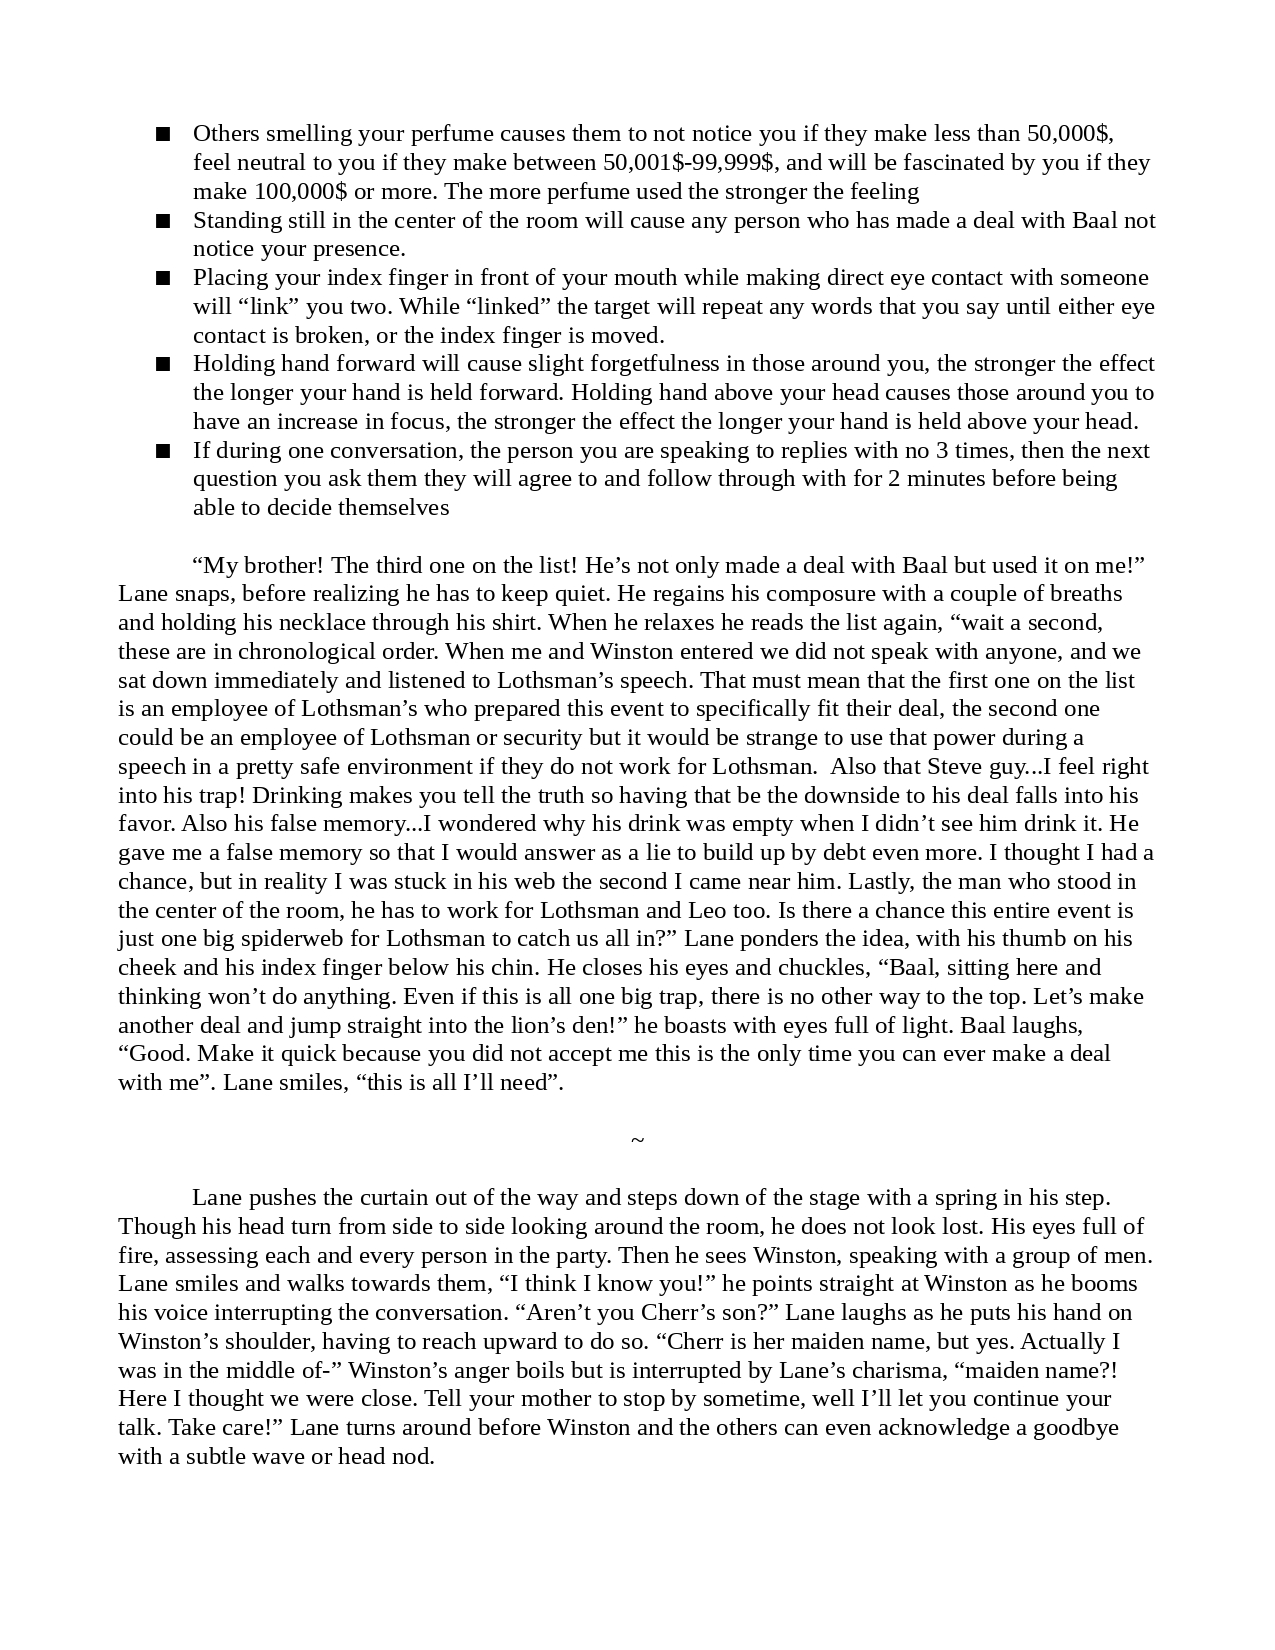 ■ Others smelling your perfume causes them to not notice you if they make less than 50,000$,
feel neutral to you if they make between 50,001$-99,999$, and will be fascinated by you if they
make 100,000$ or more. The more perfume used the stronger the feeling
■ Standing still in the center of the room will cause any person who has made a deal with Baal not
notice your presence.
■ Placing your index finger in front of your mouth while making direct eye contact with someone
will “link” you two. While “linked” the target will repeat any words that you say until either eye
contact is broken, or the index finger is moved.
■ Holding hand forward will cause slight forgetfulness in those around you, the stronger the effect
the longer your hand is held forward. Holding hand above your head causes those around you to
have an increase in focus, the stronger the effect the longer your hand is held above your head.
■ If during one conversation, the person you are speaking to replies with no 3 times, then the next
question you ask them they will agree to and follow through with for 2 minutes before being
able to decide themselves
“My brother! The third one on the list! He’s not only made a deal with Baal but used it on me!”
Lane snaps, before realizing he has to keep quiet. He regains his composure with a couple of breaths
and holding his necklace through his shirt. When he relaxes he reads the list again, “wait a second,
these are in chronological order. When me and Winston entered we did not speak with anyone, and we
sat down immediately and listened to Lothsman’s speech. That must mean that the first one on the list
is an employee of Lothsman’s who prepared this event to specifically fit their deal, the second one
could be an employee of Lothsman or security but it would be strange to use that power during a
speech in a pretty safe environment if they do not work for Lothsman.  Also that Steve guy...I feel right
into his trap! Drinking makes you tell the truth so having that be the downside to his deal falls into his
favor. Also his false memory...I wondered why his drink was empty when I didn’t see him drink it. He
gave me a false memory so that I would answer as a lie to build up by debt even more. I thought I had a
chance, but in reality I was stuck in his web the second I came near him. Lastly, the man who stood in
the center of the room, he has to work for Lothsman and Leo too. Is there a chance this entire event is
just one big spiderweb for Lothsman to catch us all in?” Lane ponders the idea, with his thumb on his
cheek and his index finger below his chin. He closes his eyes and chuckles, “Baal, sitting here and
thinking won’t do anything. Even if this is all one big trap, there is no other way to the top. Let’s make
another deal and jump straight into the lion’s den!” he boasts with eyes full of light. Baal laughs,
“Good. Make it quick because you did not accept me this is the only time you can ever make a deal
with me”. Lane smiles, “this is all I’ll need”.
~
Lane pushes the curtain out of the way and steps down of the stage with a spring in his step.
Though his head turn from side to side looking around the room, he does not look lost. His eyes full of
fire, assessing each and every person in the party. Then he sees Winston, speaking with a group of men.
Lane smiles and walks towards them, “I think I know you!” he points straight at Winston as he booms
his voice interrupting the conversation. “Aren’t you Cherr’s son?” Lane laughs as he puts his hand on
Winston’s shoulder, having to reach upward to do so. “Cherr is her maiden name, but yes. Actually I
was in the middle of-” Winston’s anger boils but is interrupted by Lane’s charisma, “maiden name?!
Here I thought we were close. Tell your mother to stop by sometime, well I’ll let you continue your
talk. Take care!” Lane turns around before Winston and the others can even acknowledge a goodbye
with a subtle wave or head nod.